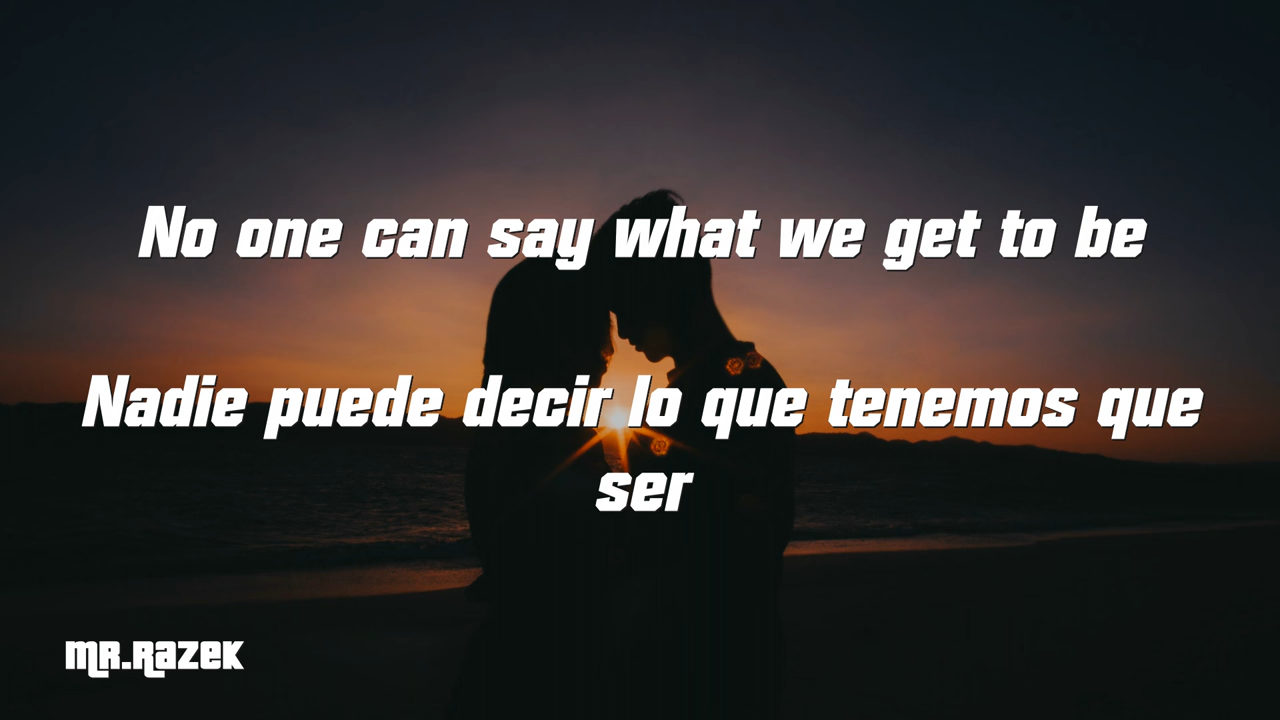 No one can say what we get to be
Nadie puede decir lo que tenemos que
ser
MR.RAZEK